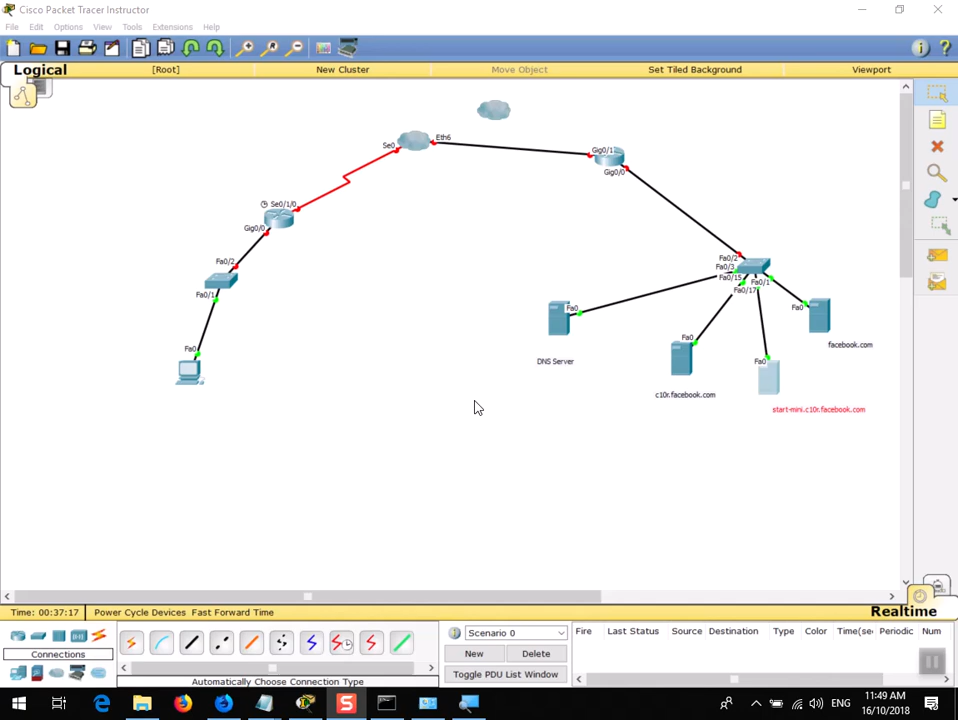 Cisco Packet Tracer Instructor
File Edit Options View Tools Extensions Help
Logical [Root] New Cluster Move Object Set Tiled Background Viewport
Eth6
Se0
Gig0/1
Gig0/0
Se0/1/0
Gig0/0
Fa0/2
Fa0/1
Fa0
Fa0/2
Fa0/3
Fa0/15
Fa0/1
Fa0/17
Fa0
Fa0
Fa0
Fa0
facebook.com
DNS Server
c10r.facebook.com
start-mini.c10r.facebook.com
Time: 00:37:17 Power Cycle Devices Fast Forward Time Realtime
Scenario 0
Fire Last Status Source Destination Type Color Time(sec Periodic Num
Connections
New Delete
Toggle PDU List Window
Automatically Choose Connection Type
ENG
11:49 AM
16/10/2018